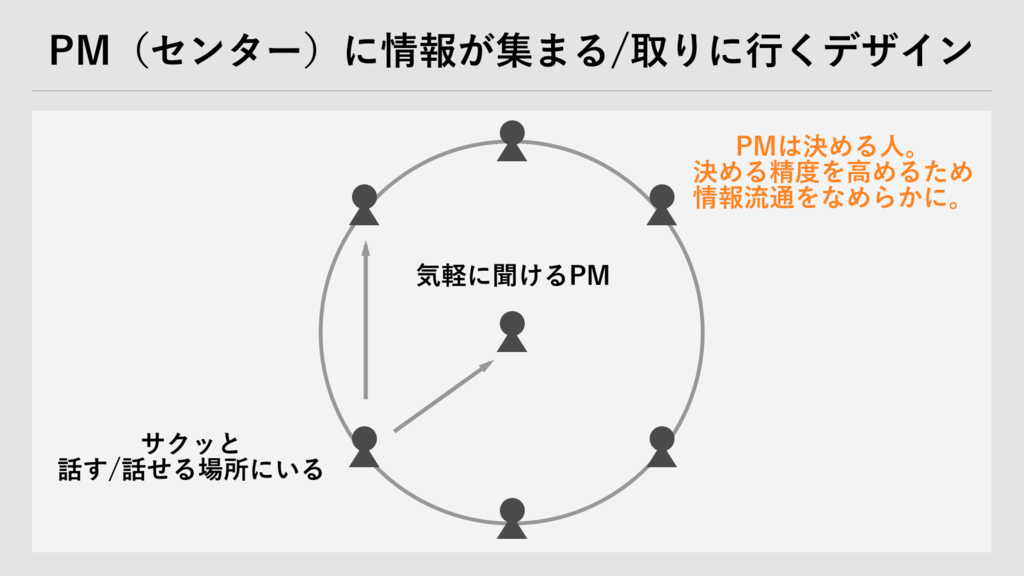 PM（センター）に情報が集まる/取りに行くデザイン
PMは決める人。
決める精度を高めるため
情報流通をなめらかに。
気軽に聞けるPM
サクッと
話す/話せる場所にいる